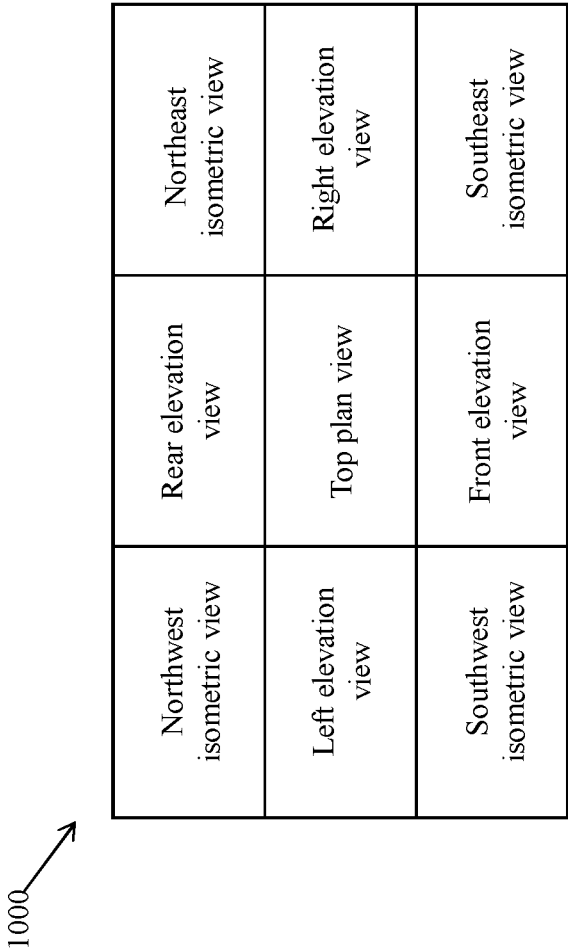 1000
Northwest
isometric view
Rear elevation
view
Northeast
isometric view
Left elevation
view
Top plan view
Right elevation
view
Southwest
isometric view
Front elevation
view
Southeast
isometric view